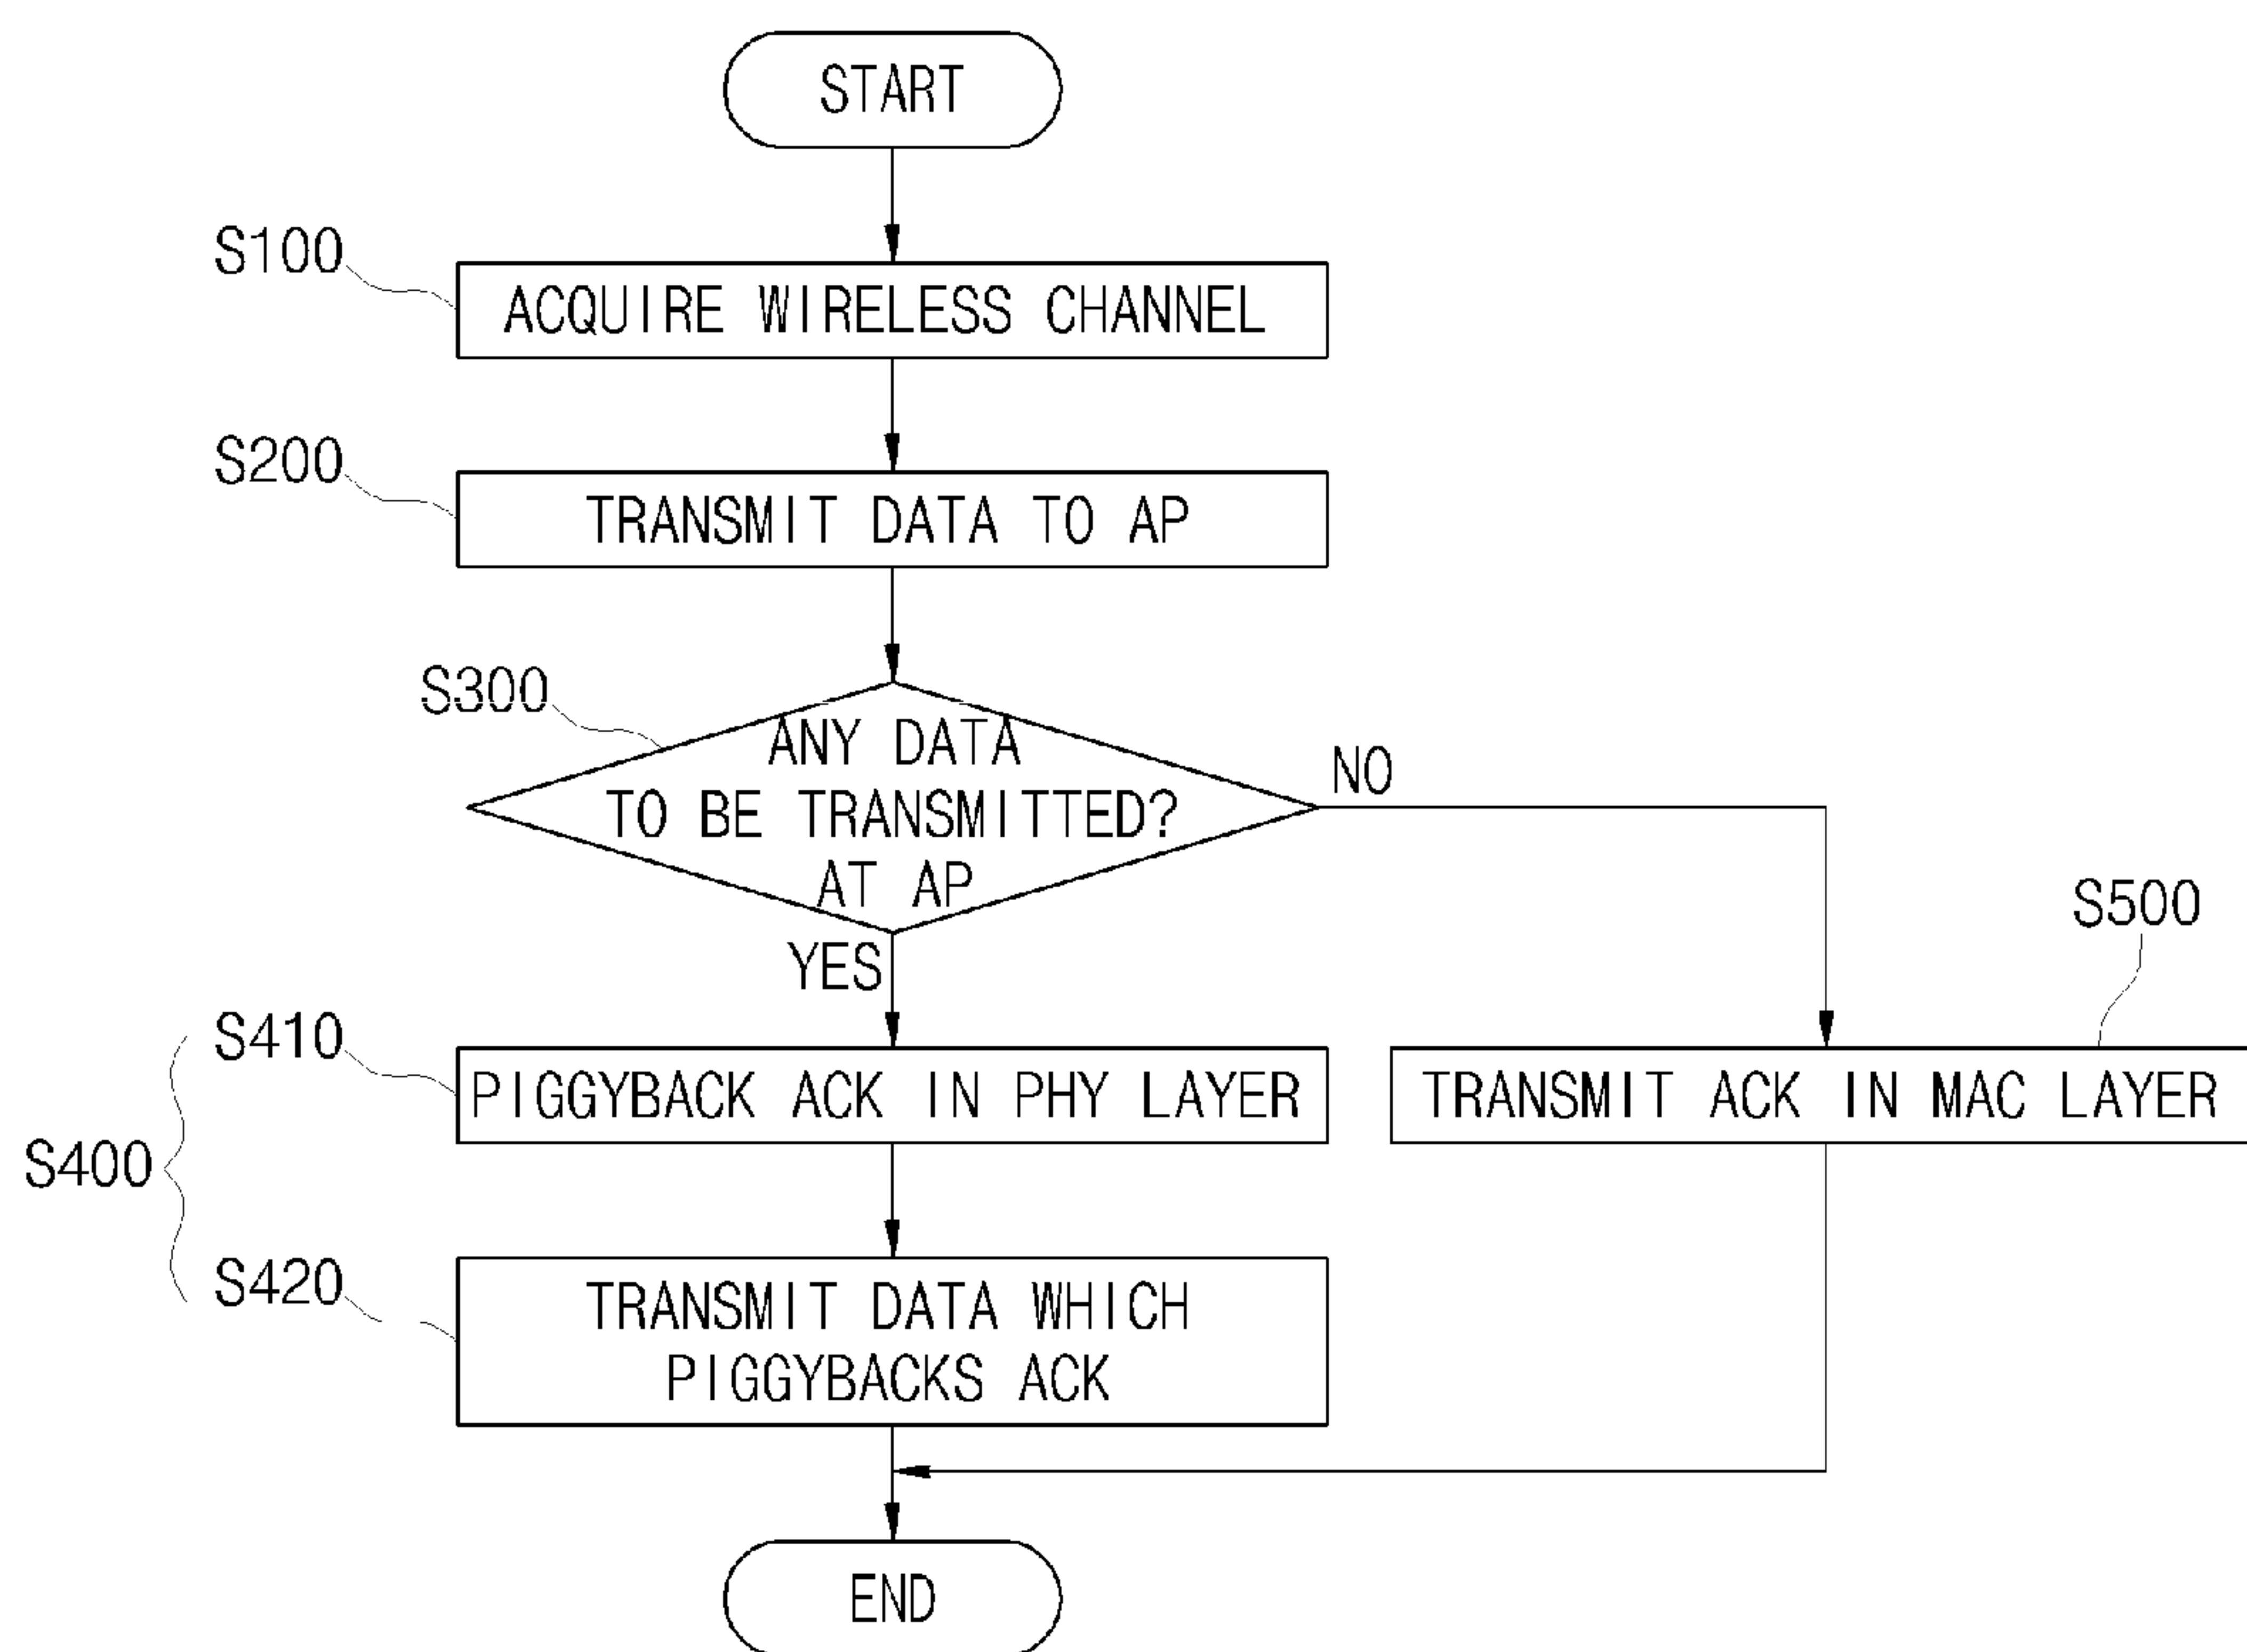 START
S100
ACQUIRE WIRELESS CHANNEL
S200
TRANSMIT DATA TO AP
S300
ANY DATA
TO BE TRANSMITTED?
AT AP
NO
YES
S500
S410
PIGGYBACK ACK IN PHY LAYER
TRANSMIT ACK IN MAC LAYER
S400
S420
TRANSMIT DATA WHICH
PIGGYBACKS ACK
END